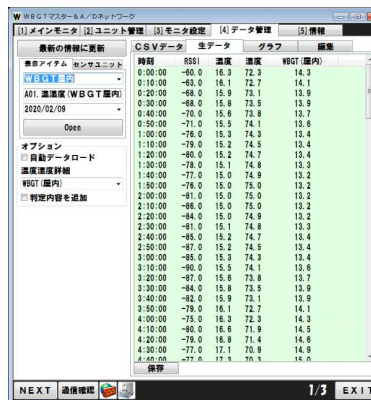 WBGTマスター&A/Dネットワーク
[1]メインモニタ [2]ユニット管理 [3]モニタ設定 [4]データ管理 [5]情報
最新の情報に更新
表示アイテム センサユニット
WBGT屋内
A01. 温湿度(WBGT屋内)
2020/02/09
Open
オプション
自動データロード
温度湿度詳細
WBGT(屋内)
判定内容を追加
CSVデータ 生データ グラフ 編集
時刻 RSSI 温度 湿度 WBGT(屋内)
0:00:00 -60.0 16.3 72.3 14.3
0:10:00 -63.0 16.1 72.7 14.1
0:20:00 -68.0 15.9 73.1 13.9
0:30:00 -68.0 15.8 73.5 13.9
0:40:00 -70.0 15.6 73.8 13.7
0:50:00 -71.0 15.5 74.1 13.6
1:00:00 -76.0 15.3 74.3 13.4
1:10:00 -79.0 15.2 74.5 13.4
1:20:00 -80.0 15.2 74.7 13.4
1:30:00 -78.0 15.1 74.8 13.3
1:40:00 -77.0 15.0 74.9 13.2
1:50:00 -76.0 15.0 75.0 13.2
2:00:00 -81.0 15.0 75.0 13.2
2:10:00 -86.0 15.0 75.0 13.2
2:20:00 -84.0 15.0 74.9 13.2
2:30:00 -81.0 15.1 74.8 13.3
2:40:00 -85.0 15.2 74.7 13.4
2:50:00 -87.0 15.2 74.5 13.4
3:00:00 -85.0 15.3 74.3 13.4
3:10:00 -90.0 15.5 74.1 13.6
3:20:00 -87.0 15.6 73.8 13.7
3:30:00 -84.0 15.8 73.5 13.9
3:40:00 -82.0 15.9 73.1 13.9
3:50:00 -79.0 16.1 72.7 14.1
4:00:00 -75.0 16.3 72.3 14.3
4:10:00 -80.0 16.6 71.9 14.5
4:20:00 -79.0 16.8 71.4 14.6
4:30:00 -77.0 17.1 70.9 14.9
4:40:00 -77.0 17.3 70.3 15.0
保存
NEXT 通信確認 1/3 EXIT